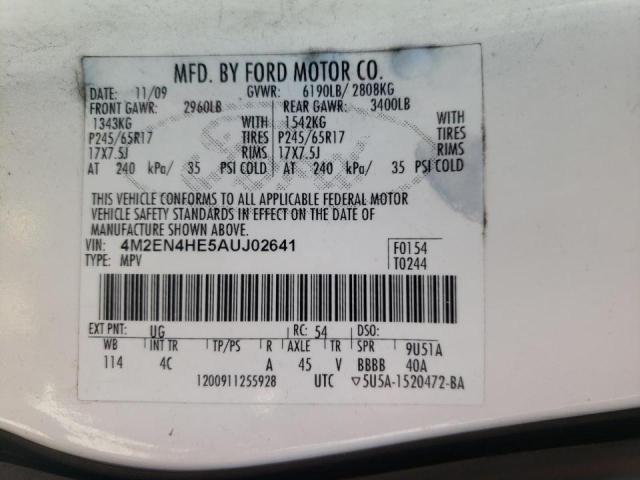 MFD. BY FORD MOTOR CO.
DATE: 11/09 GVWR: 6190LB/ 2808KG
FRONT GAWR: 2960LB REAR GAWR: 3400LB
1343KG WITH 1542KG WITH
P245/65R17 TIRES P245/65R17 TIRES
17X7.5J RIMS 17X7.5J RIMS
AT 240 kPa/ 35 PSI COLD AT 240 kPa/ 35 PSI COLD
THIS VEHICLE CONFORMS TO ALL APPLICABLE FEDERAL MOTOR
VEHICLE SAFETY STANDARDS IN EFFECT ON THE DATE OF
MANUFACTURE SHOWN ABOVE.
VIN: 4M2EN4HE5AUJ02641 F0154
TYPE: MPV T0244
EXT PNT: UG RC: 54 DSO:
WB INT TR TP/PS R AXLE TR SPR 9U51A
114 4C A 45 V BBBB 40A
1200911255928 UTC ▽5U5A-1520472-BA